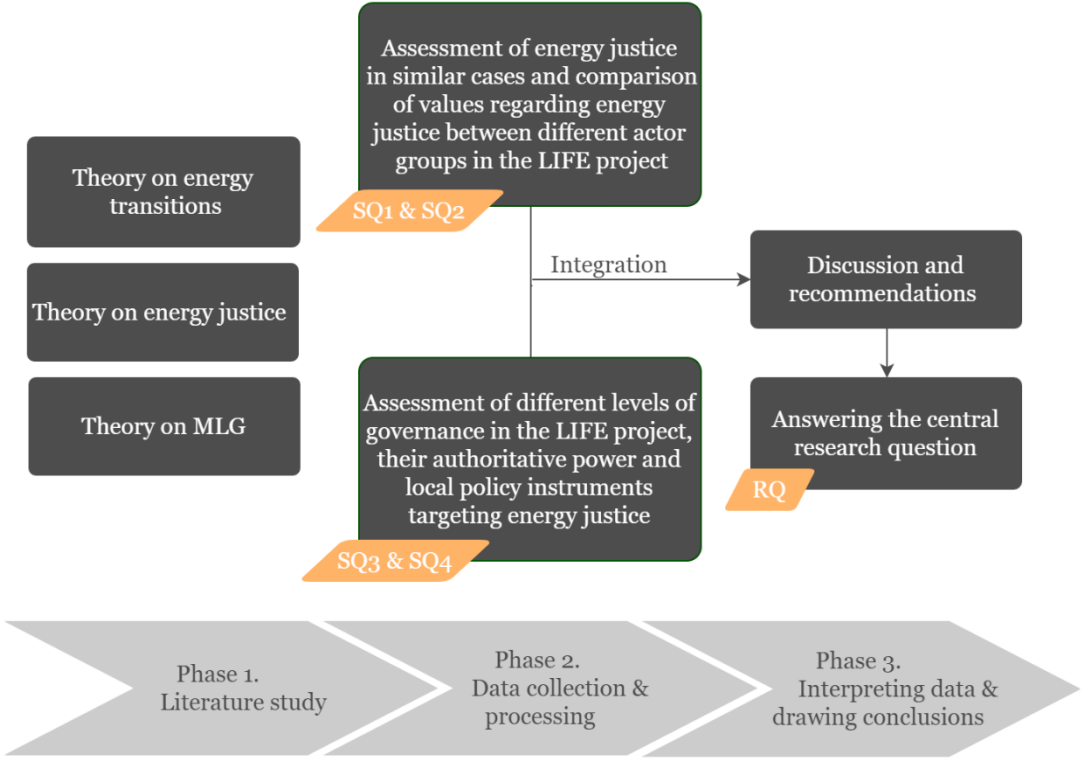 Theory on energy
transitions
Theory on energy justice
Theory on MLG
Assessment of energy justice
in similar cases and comparison
of values regarding energy
justice between different actor
groups in the LIFE project
SQ1 & SQ2
Integration
Assessment of different levels of
governance in the LIFE project,
their authoritative power and
local policy instruments
targeting energy justice
SQ3 & SQ4
Discussion and
recommendations
Answering the central
research question
RQ
Phase 1.
Literature study
Phase 2.
Data collection &
processing
Phase 3.
Interpreting data &
drawing conclusions